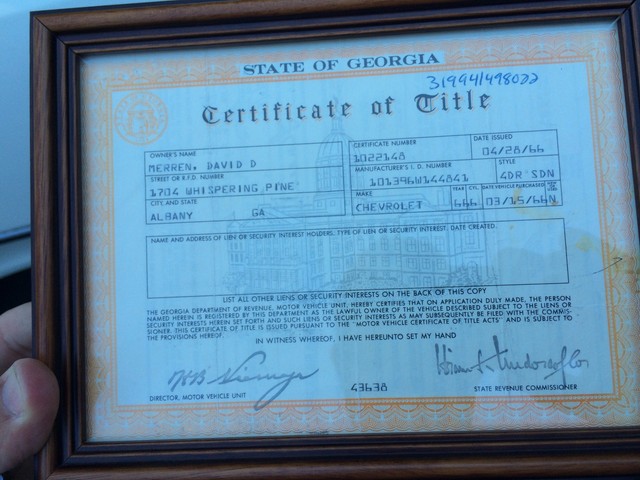 STATE OF GEORGIA
31994/498022
Certificate of Title
OWNER'S NAME
MERREN, DAVID D
STREET OR R.F.D. NUMBER
1704 WHISPERING PINE
CITY AND STATE
ALBANY GA
CERTIFICATE NUMBER
1022148
DATE ISSUED
04/28/66
MANUFACTURER'S I. D. NUMBER
101396W144841
STYLE
4DR SDN
MAKE
CHEVROLET
YEAR CYL.
666
DATE VEHICLE PURCHASED
03/15/66N
NAME AND ADDRESS OF LIEN OR SECURITY INTEREST HOLDERS, TYPE OF LIEN OR SECURITY INTEREST, DATE CREATED.
LIST ALL OTHER LIENS OR SECURITY INTERESTS ON THE BACK OF THIS COPY
THE GEORGIA DEPARTMENT OF REVENUE, MOTOR VEHICLE UNIT, HEREBY CERTIFIES THAT ON APPLICATION DULY MADE, THE PERSON
NAMED HEREIN IS REGISTERED BY THIS DEPARTMENT AS THE LAWFUL OWNER OF THE VEHICLE DESCRIBED SUBJECT TO THE LIENS OR
SECURITY INTERESTS HEREIN SET FORTH AND SUCH LIENS OR SECURITY INTERESTS AS MAY SUBSEQUENTLY BE FILED WITH THE COMMIS-
SIONER. THIS CERTIFICATE OF TITLE IS ISSUED PURSUANT TO THE "MOTOR VEHICLE CERTIFICATE OF TITLE ACTS" AND IS SUBJECT TO
THE PROVISIONS HEREOF.
IN WITNESS WHEREOF, I HAVE HEREUNTO SET MY HAND
DIRECTOR, MOTOR VEHICLE UNIT
43638
STATE REVENUE COMMISSIONER